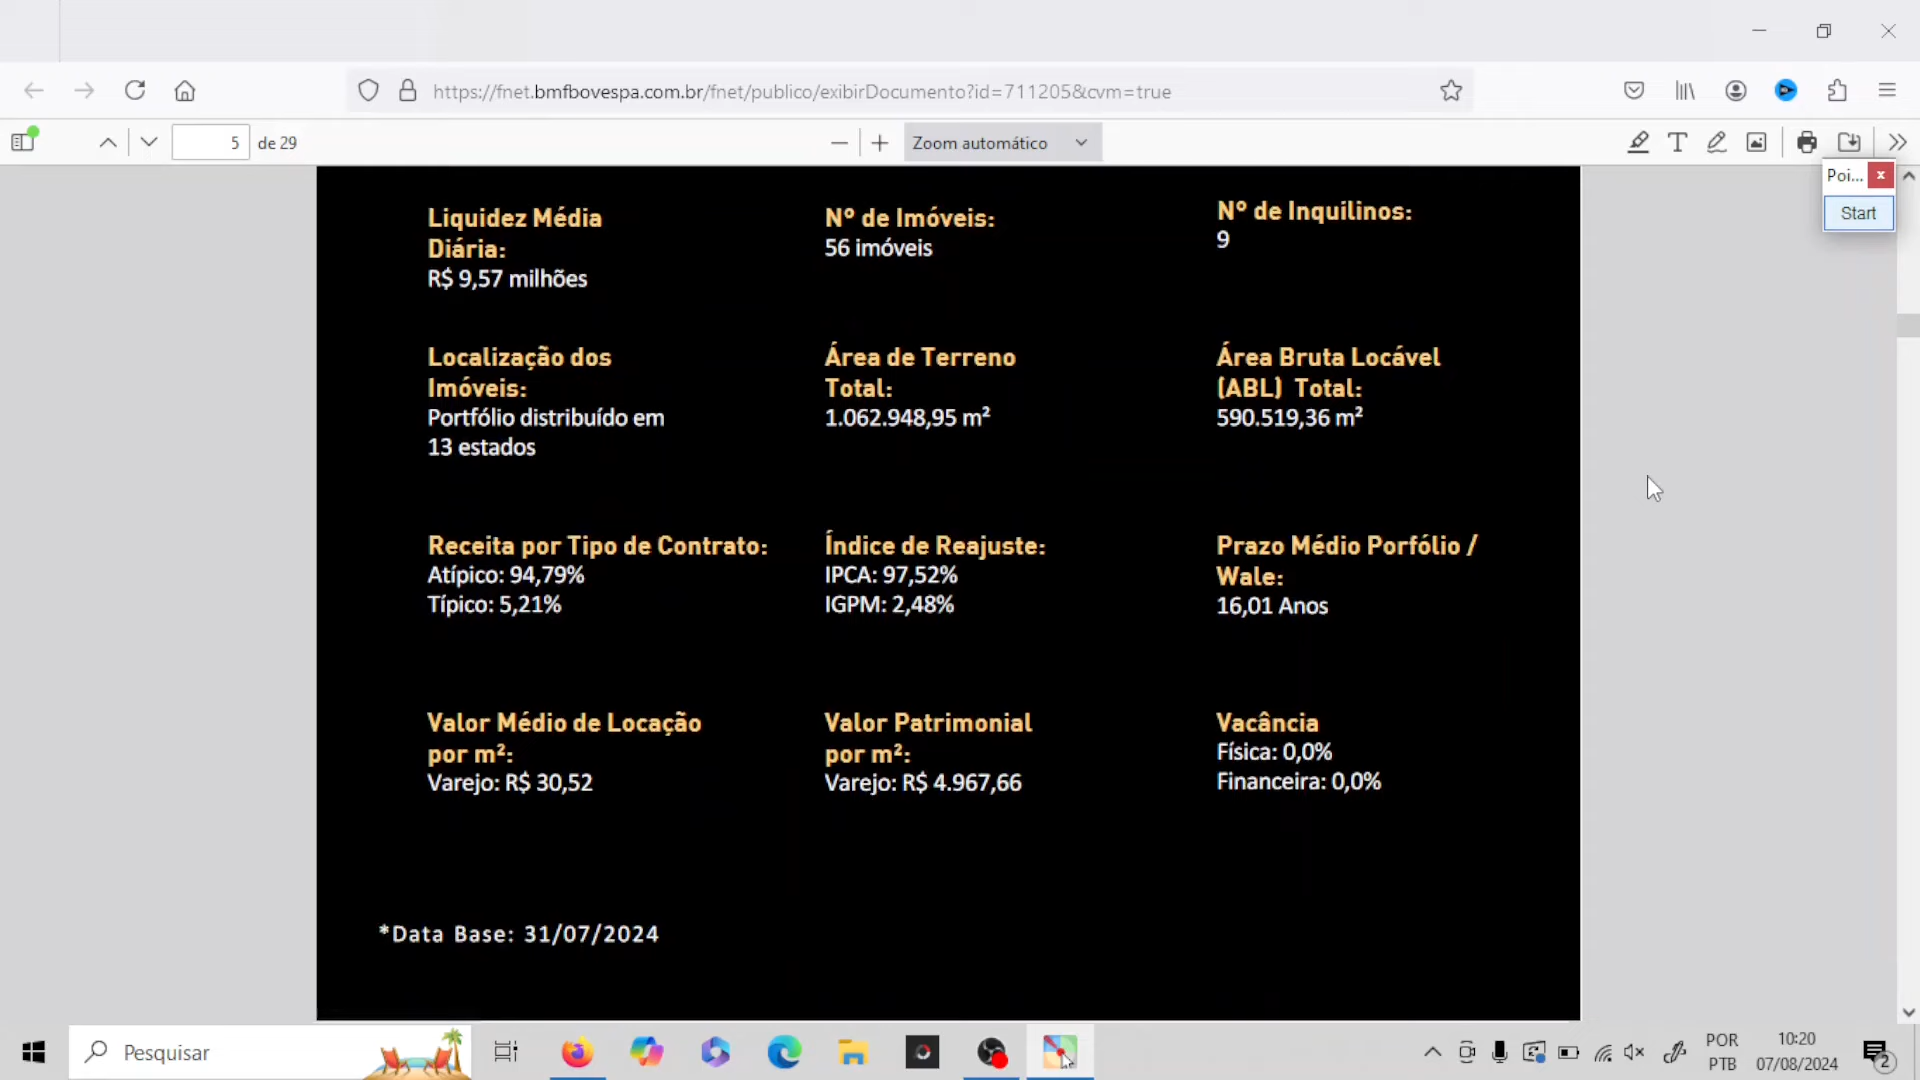 https://fnet.bmfbovespa.com.br/fnet/publico/exibirDocumento?id=711205&cvm=true
5 de 29
Zoom automático
Poi...
x
Start
Liquidez Média
Diária:
R$ 9,57 milhões
Nº de Imóveis:
56 imóveis
Nº de Inquílinos:
9
Localização dos
Imóveis:
Portfólio distribuído em
13 estados
Área de Terreno
Total:
1.062.948,95 m²
Área Bruta Locável
(ABL) Total:
590.519,36 m²
Receita por Tipo de Contrato:
Atípico: 94,79%
Típico: 5,21%
Índice de Reajuste:
IPCA: 97,52%
IGPM: 2,48%
Prazo Médio Porfólio /
Wale:
16,01 Anos
Valor Médio de Locação
por m²:
Varejo: R$ 30,52
Valor Patrimonial
por m²:
Varejo: R$ 4.967,66
Vacância
Física: 0,0%
Financeira: 0,0%
*Data Base: 31/07/2024
Pesquisar
POR
PTB
10:20
07/08/2024
2